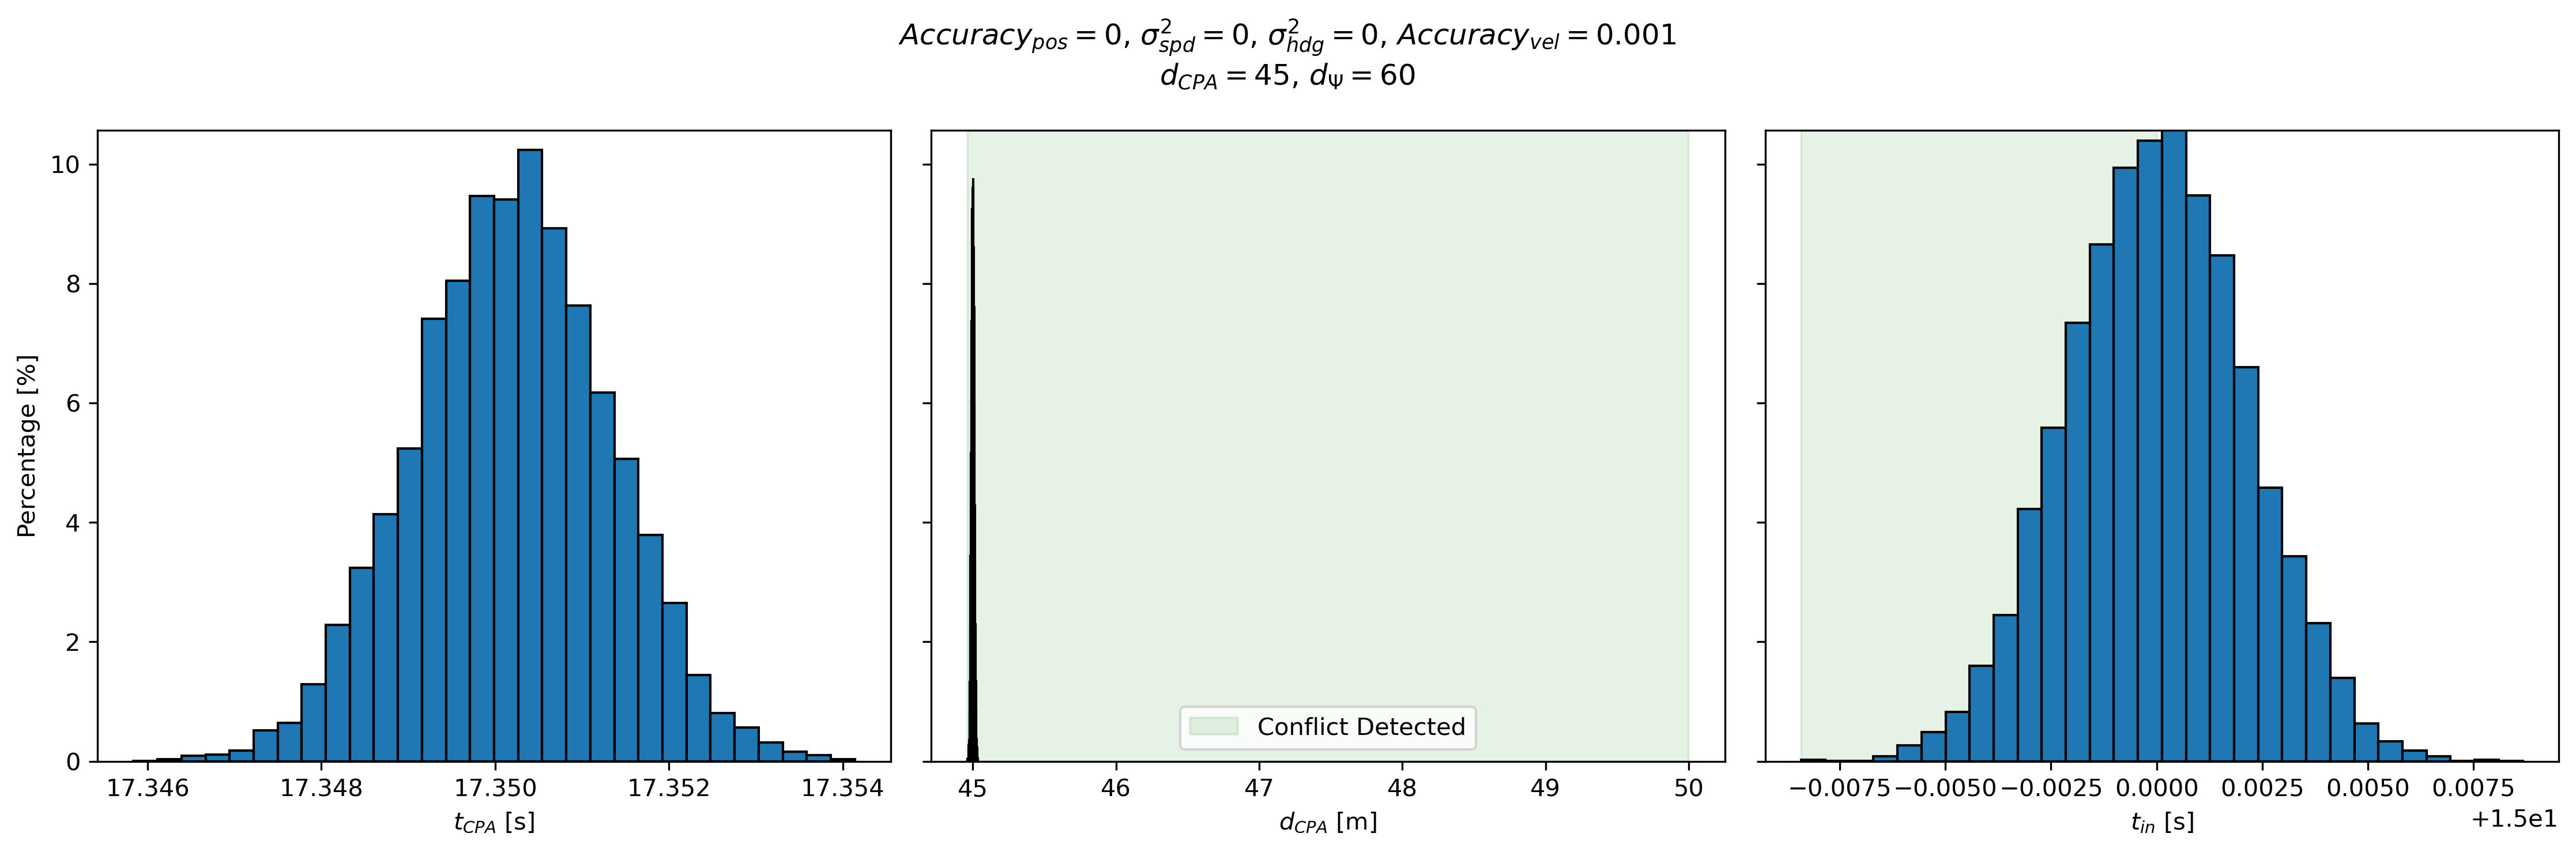 Accuracy_pos = 0, σ²_spd = 0, σ²_hdg = 0, Accuracy_vel = 0.001
d_CPA = 45, d_Ψ = 60
Percentage [%]
10
8
6
4
2
0
17.346 17.348 17.350 17.352 17.354
t_CPA [s]
Conflict Detected
45 46 47 48 49 50
d_CPA [m]
−0.0075 −0.0050 −0.0025 0.0000 0.0025 0.0050 0.0075
+1.5e1
t_in [s]